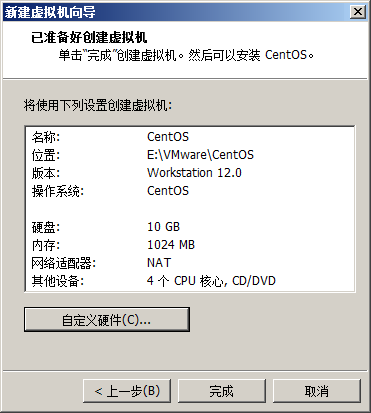 新建虚拟机向导
已准备好创建虚拟机
单击“完成”创建虚拟机。然后可以安装 CentOS。
将使用下列设置创建虚拟机:
名称: CentOS
位置: E:\VMware\CentOS
版本: Workstation 12.0
操作系统: CentOS
硬盘: 10 GB
内存: 1024 MB
网络适配器: NAT
其他设备: 4 个 CPU 核心, CD/DVD
自定义硬件(C)...
< 上一步(B) 完成 取消